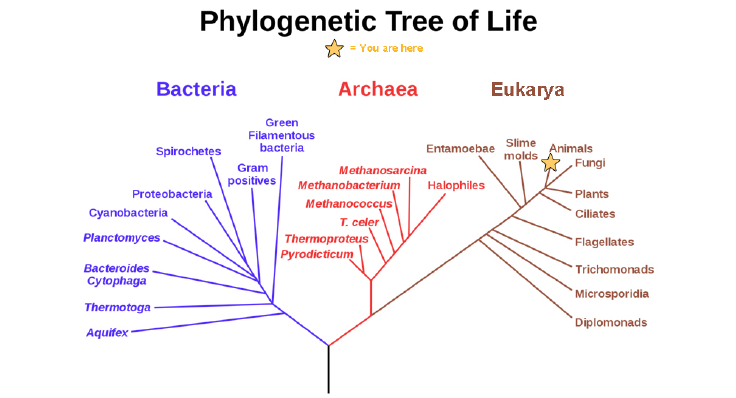 Phylogenetic Tree of Life
= You are here
Bacteria
Archaea
Eukarya
Green
Filamentous
bacteria
Spirochetes
Gram
positives
Proteobacteria
Cyanobacteria
Planctomyces
Bacteroides
Cytophaga
Thermotoga
Aquifex
Methanosarcina
Methanobacterium
Halophiles
Methanococcus
T. celer
Thermoproteus
Pyrodicticum
Entamoebae
Slime
molds
Animals
Fungi
Plants
Ciliates
Flagellates
Trichomonads
Microsporidia
Diplomonads